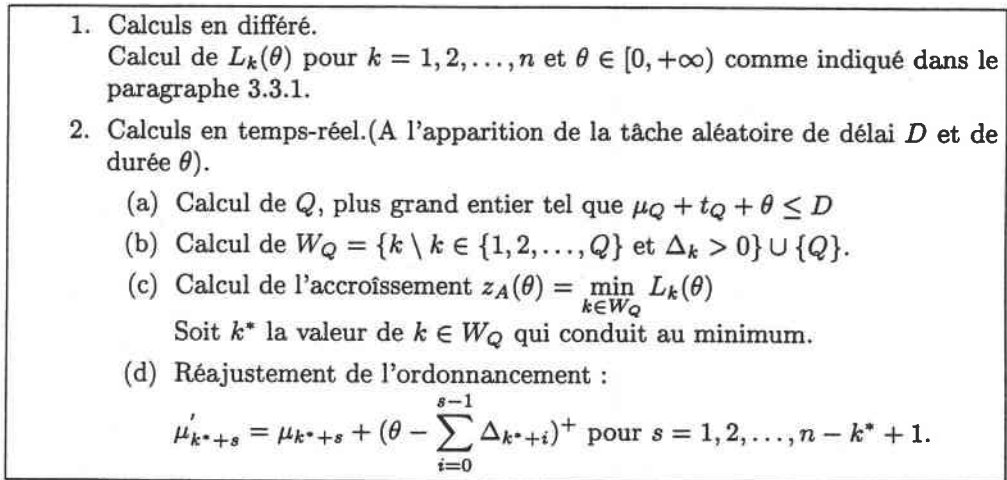 1. Calculs en différé.
Calcul de L_k(θ) pour k = 1, 2, . . . , n et θ ∈ [0, +∞) comme indiqué dans le
paragraphe 3.3.1.
2. Calculs en temps-réel.(A l'apparition de la tâche aléatoire de délai D et de
durée θ).
(a) Calcul de Q, plus grand entier tel que μ_Q + t_Q + θ ≤ D
(b) Calcul de W_Q = {k \ k ∈ {1, 2, . . . , Q} et Δ_k > 0} ∪ {Q}.
(c) Calcul de l'accroîssement z_A(θ) = min_{k∈W_Q} L_k(θ)
Soit k* la valeur de k ∈ W_Q qui conduit au minimum.
(d) Réajustement de l'ordonnancement :
μ'_{k*+s} = μ_{k*+s} + (θ - ∑_{i=0}^{s-1} Δ_{k*+i})^+ pour s = 1, 2, . . . , n - k* + 1.